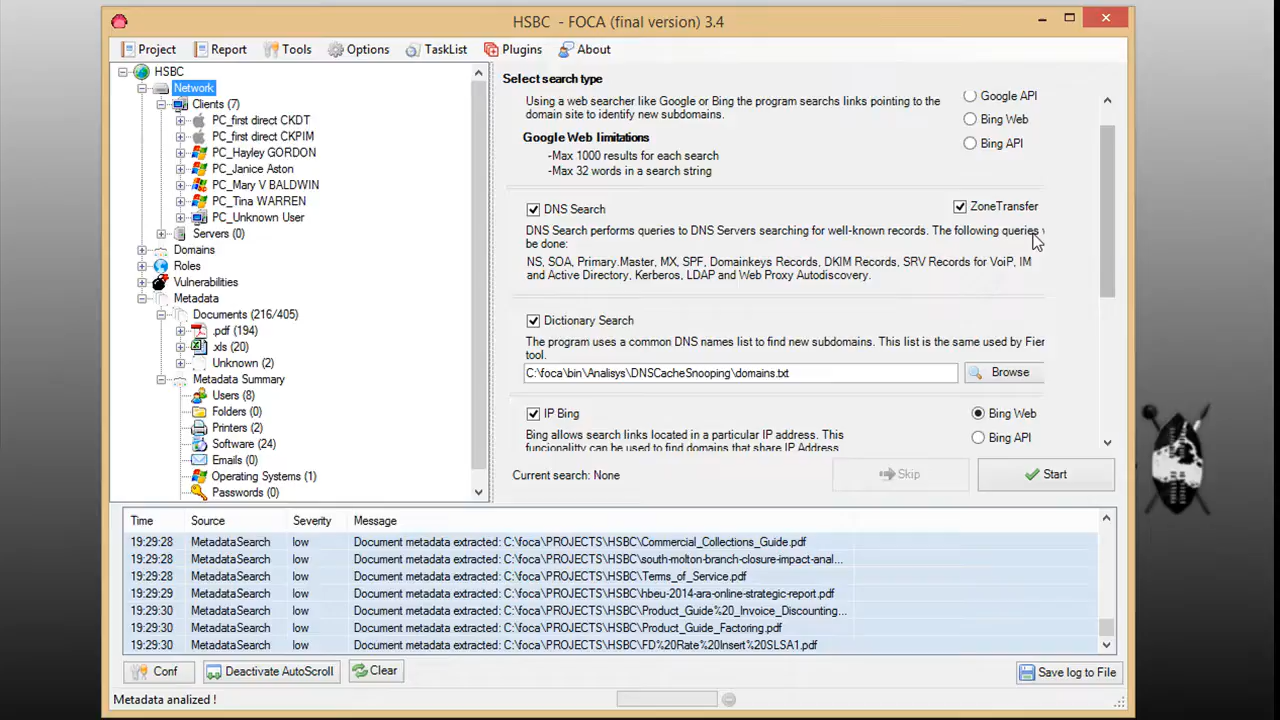 HSBC - FOCA (final version) 3.4
Project Report Tools Options TaskList Plugins About
HSBC
Network
Clients (7)
PC_first direct CKDT
PC_first direct CKPIM
PC_Hayley GORDON
PC_Janice Aston
PC_Mary V BALDWIN
PC_Tina WARREN
PC_Unknown User
Servers (0)
Domains
Roles
Vulnerabilities
Metadata
Documents (216/405)
.pdf (194)
.xls (20)
Unknown (2)
Metadata Summary
Users (8)
Folders (0)
Printers (2)
Software (24)
Emails (0)
Operating Systems (1)
Passwords (0)
Select search type
Using a web searcher like Google or Bing the program searchs links pointing to the
domain site to identify new subdomains.
Google Web limitations
-Max 1000 results for each search
-Max 32 words in a search string
Google API
Bing Web
Bing API
DNS Search
ZoneTransfer
DNS Search performs queries to DNS Servers searching for well-known records. The following queries
be done:
NS, SOA, Primary.Master, MX, SPF, Domainkeys Records, DKIM Records, SRV Records for VoiP, IM
and Active Directory, Kerberos, LDAP and Web Proxy Autodiscovery.
Dictionary Search
The program uses a common DNS names list to find new subdomains. This list is the same used by Fier
tool.
C:\foca\bin\Analisys\DNSCacheSnooping\domains.txt
Browse
IP Bing
Bing Web
Bing allows search links located in a particular IP address. This
Bing API
functionality can be used to find domains that share IP Address
Current search: None
Skip
Start
Time Source Severity Message
19:29:28 MetadataSearch low Document metadata extracted: C:\foca\PROJECTS\HSBC\Commercial_Collections_Guide.pdf
19:29:28 MetadataSearch low Document metadata extracted: C:\foca\PROJECTS\HSBC\south-molton-branch-closure-impact-anal...
19:29:28 MetadataSearch low Document metadata extracted: C:\foca\PROJECTS\HSBC\Terms_of_Service.pdf
19:29:29 MetadataSearch low Document metadata extracted: C:\foca\PROJECTS\HSBC\hbeu-2014-ara-online-strategic-report.pdf
19:29:30 MetadataSearch low Document metadata extracted: C:\foca\PROJECTS\HSBC\Product_Guide%20_Invoice_Discounting...
19:29:30 MetadataSearch low Document metadata extracted: C:\foca\PROJECTS\HSBC\Product_Guide_Factoring.pdf
19:29:30 MetadataSearch low Document metadata extracted: C:\foca\PROJECTS\HSBC\FD%20Rate%20Insert%20SLSA1.pdf
Conf
Deactivate AutoScroll
Clear
Save log to File
Metadata analized !